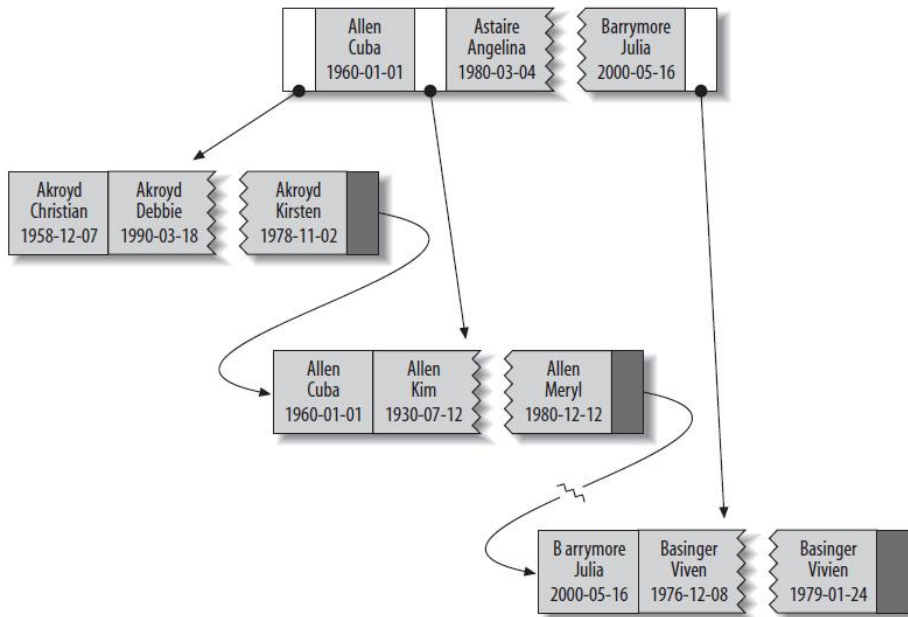 Allen
Cuba
1960-01-01
Astaire
Angelina
1980-03-04
Barrymore
Julia
2000-05-16
Akroyd
Christian
1958-12-07
Akroyd
Debbie
1990-03-18
Akroyd
Kirsten
1978-11-02
Allen
Cuba
1960-01-01
Allen
Kim
1930-07-12
Allen
Meryl
1980-12-12
B arrymore
Julia
2000-05-16
Basinger
Viven
1976-12-08
Basinger
Vivien
1979-01-24